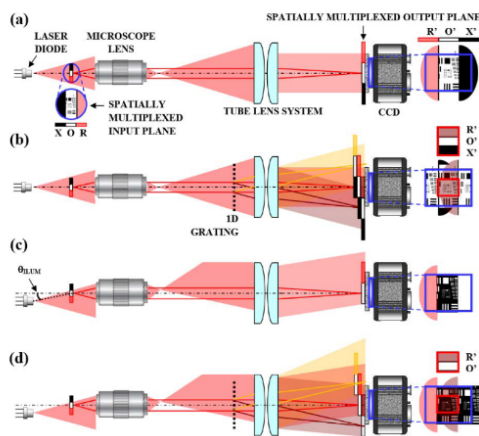 (a)
LASER
DIODE
MICROSCOPE
LENS
SPATIALLY MULTIPLEXED OUTPUT PLANE
R' O' X'
SPATIALLY
MULTIPLEXED
INPUT PLANE
X O R
TUBE LENS SYSTEM
CCD
(b)
1D
GRATING
R'
O'
X'
(c)
θILUM
(d)
R'
O'